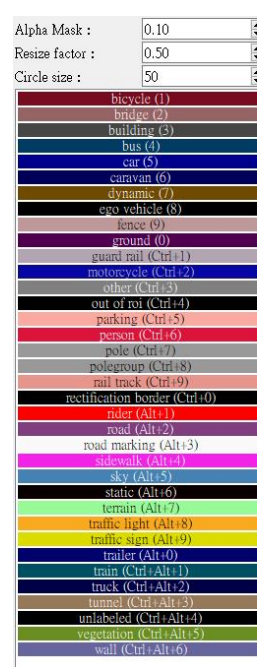 Alpha Mask :
0.10
Resize factor :
0.50
Circle size :
50
bicycle (1)
bridge (2)
building (3)
bus (4)
car (5)
caravan (6)
dynamic (7)
ego vehicle (8)
fence (9)
ground (0)
guard rail (Ctrl+1)
motorcycle (Ctrl+2)
other (Ctrl+3)
out of roi (Ctrl+4)
parking (Ctrl+5)
person (Ctrl+6)
pole (Ctrl+7)
polegroup (Ctrl+8)
rail track (Ctrl+9)
rectification border (Ctrl+0)
rider (Alt+1)
road (Alt+2)
road marking (Alt+3)
sidewalk (Alt+4)
sky (Alt+5)
static (Alt+6)
terrain (Alt+7)
traffic light (Alt+8)
traffic sign (Alt+9)
trailer (Alt+0)
train (Ctrl+Alt+1)
truck (Ctrl+Alt+2)
tunnel (Ctrl+Alt+3)
unlabeled (Ctrl+Alt+4)
vegetation (Ctrl+Alt+5)
wall (Ctrl+Alt+6)